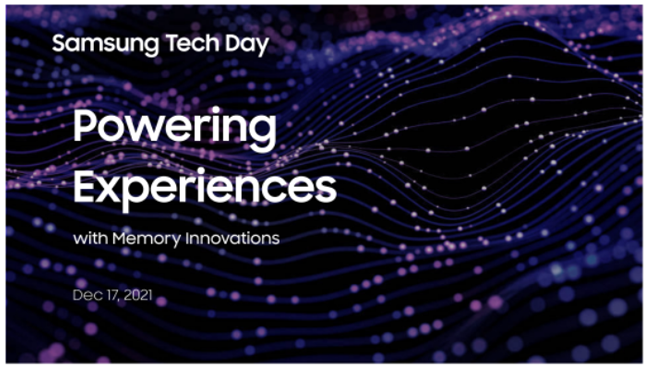 Samsung Tech Day
Powering
Experiences
with Memory Innovations
Dec 17, 2021